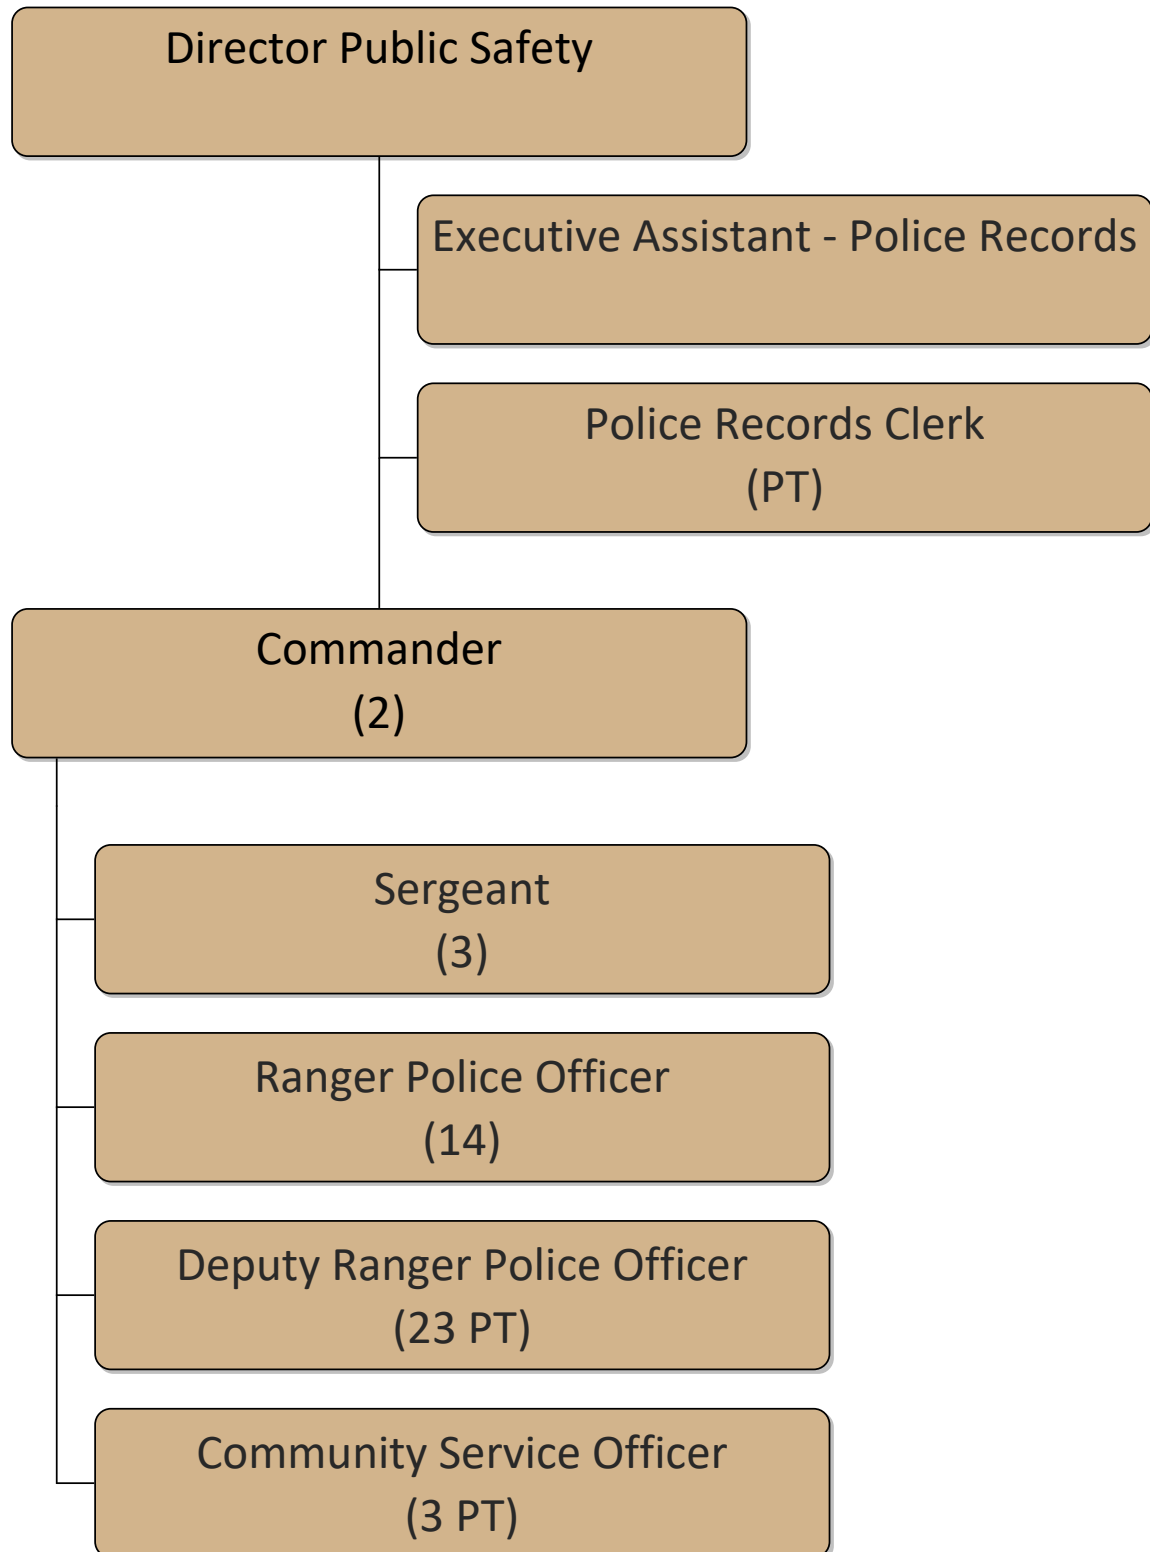 Director Public Safety
Executive Assistant - Police Records
Police Records Clerk
(PT)
Commander
(2)
Sergeant
(3)
Ranger Police Officer
(14)
Deputy Ranger Police Officer
(23 PT)
Community Service Officer
(3 PT)